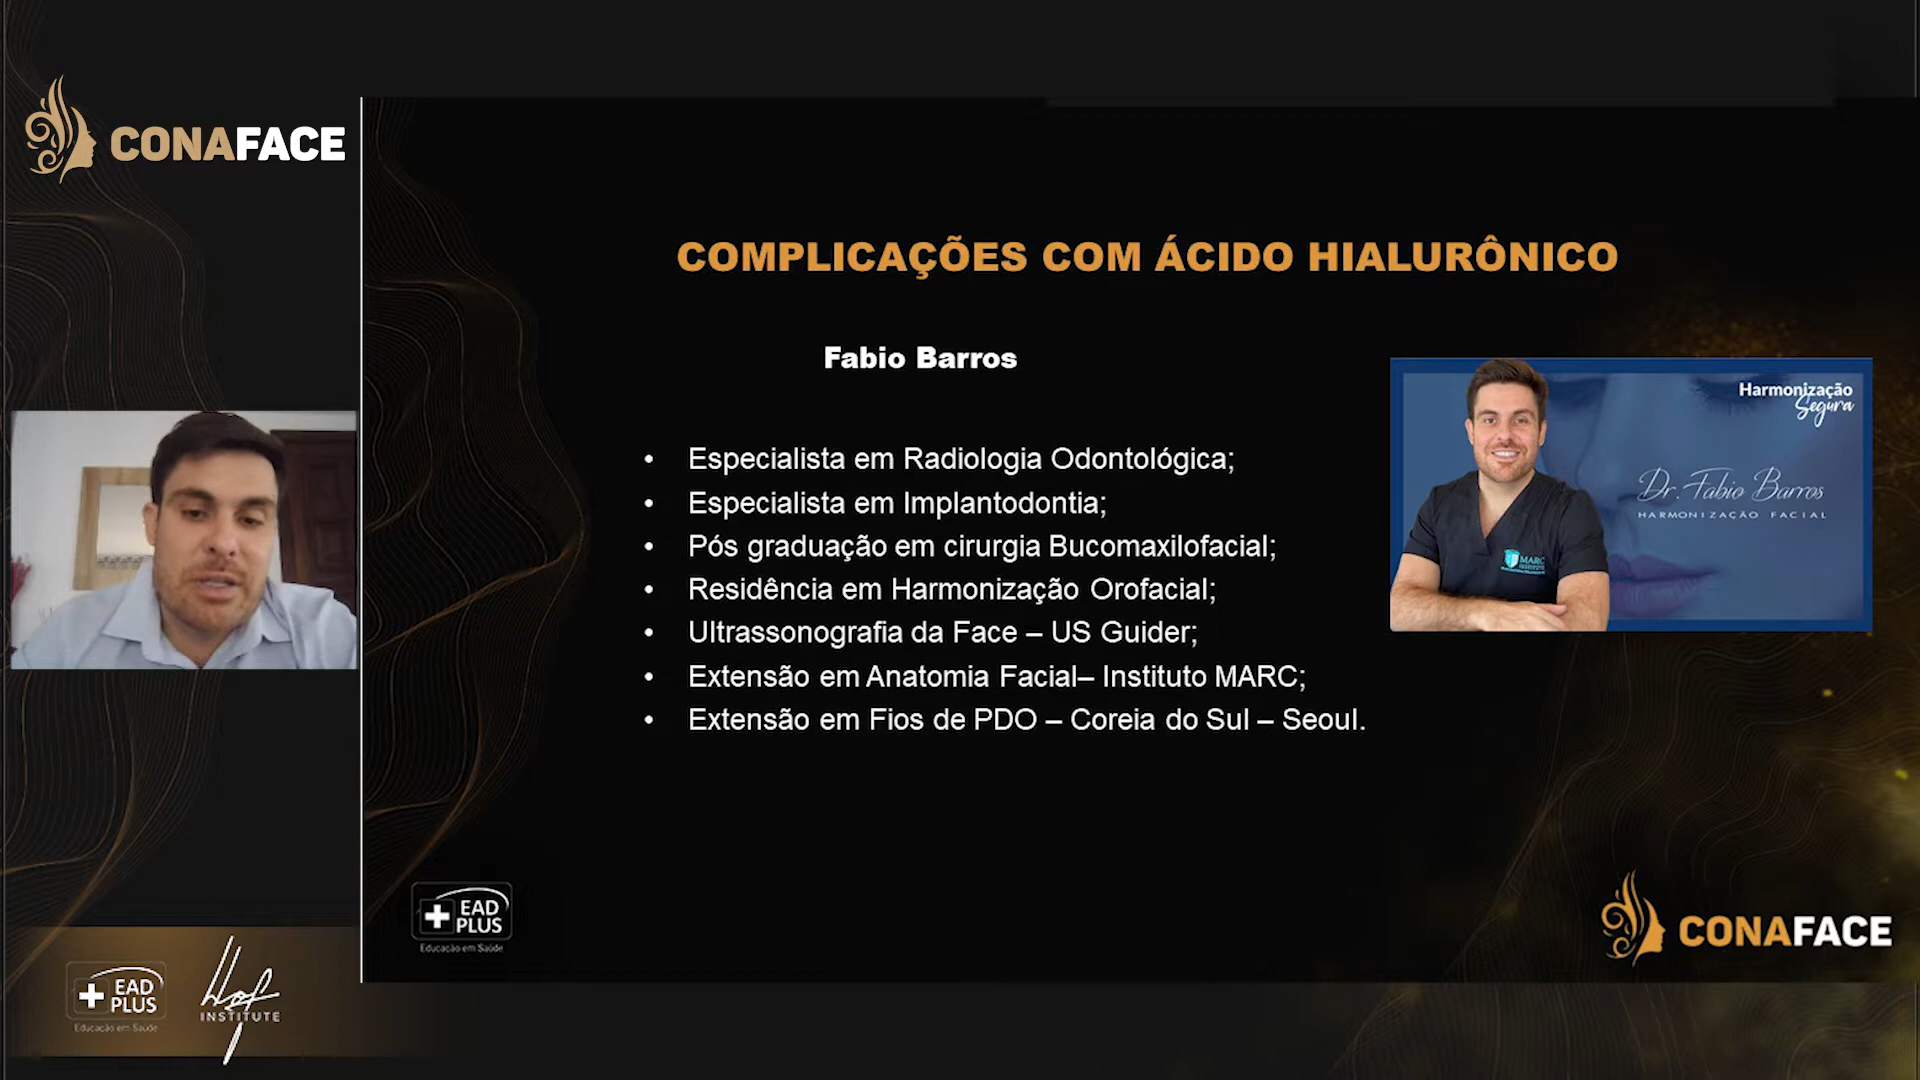 CONAFACE
COMPLICAÇÕES COM ÁCIDO HIALURÔNICO
Fabio Barros
• Especialista em Radiologia Odontológica;
• Especialista em Implantodontia;
• Pós graduação em cirurgia Bucomaxilofacial;
• Residência em Harmonização Orofacial;
• Ultrassonografia da Face – US Guider;
• Extensão em Anatomia Facial– Instituto MARC;
• Extensão em Fios de PDO – Coreia do Sul – Seoul.
Harmonização
Segura
Dr. Fabio Barros
HARMONIZAÇÃO FACIAL
MARC
INSTITUTE
EAD
PLUS
Educação em Saúde
CONAFACE
EAD
PLUS
Educação em Saúde
Hof
INSTITUTE